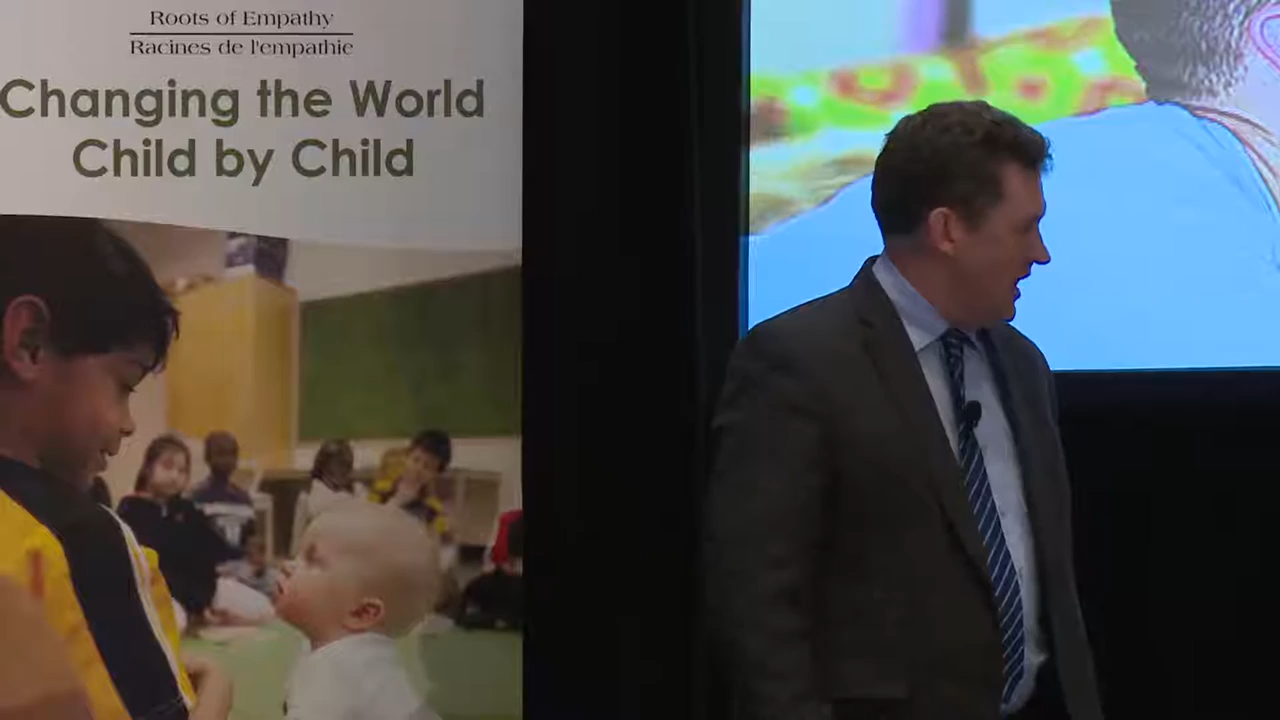 Roots of Empathy
Racines de l'empathie
Changing the World
Child by Child